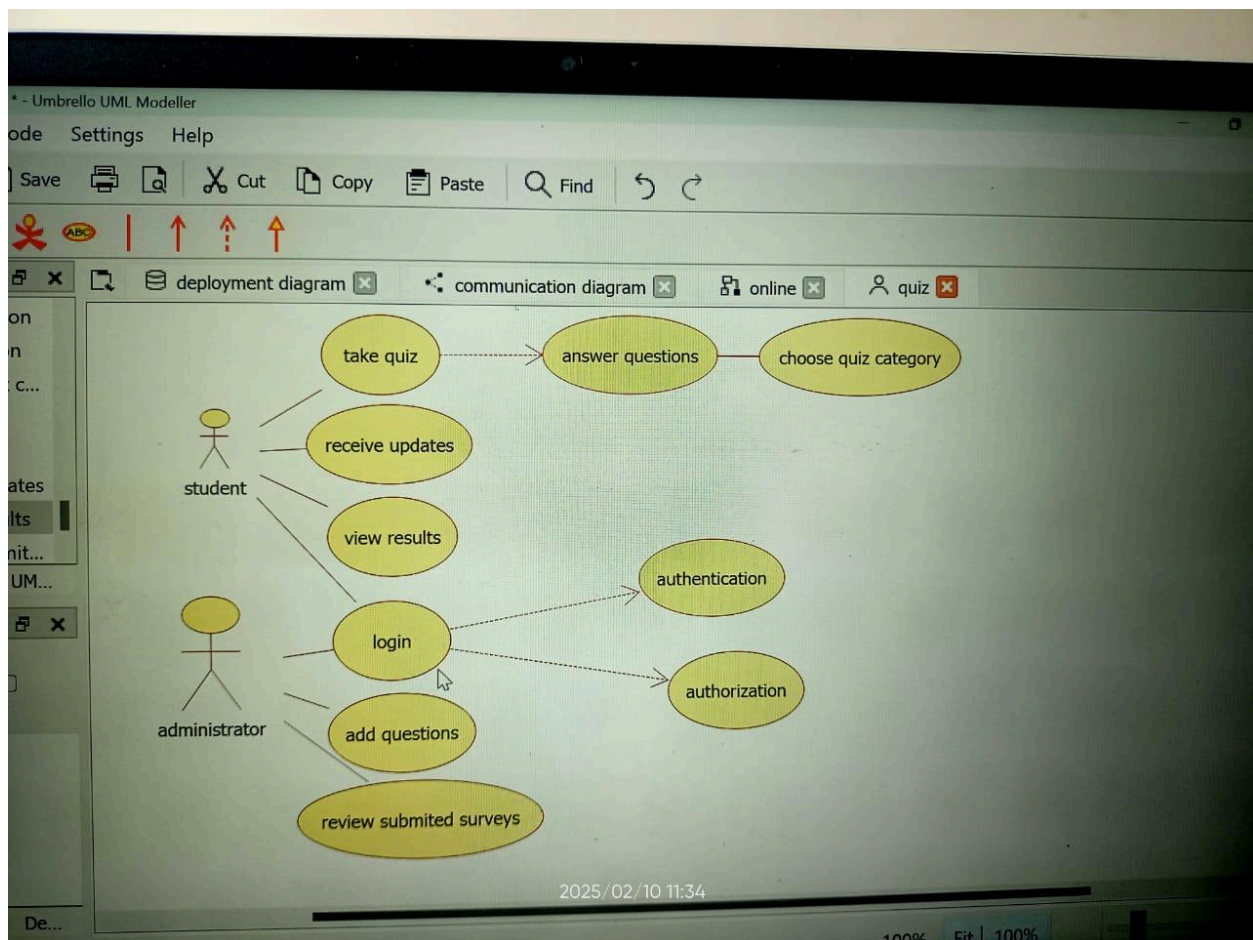 * - Umbrello UML Modeller
ode Settings Help
Save Cut Copy Paste Find
ABC
deployment diagram communication diagram online quiz
on
n
c...
ates
lts
nit...
UM...
take quiz answer questions choose quiz category
receive updates
student
view results
authentication
login
authorization
administrator
add questions
review submited surveys
2025/02/10 11:34
De...
100% Fit 100%